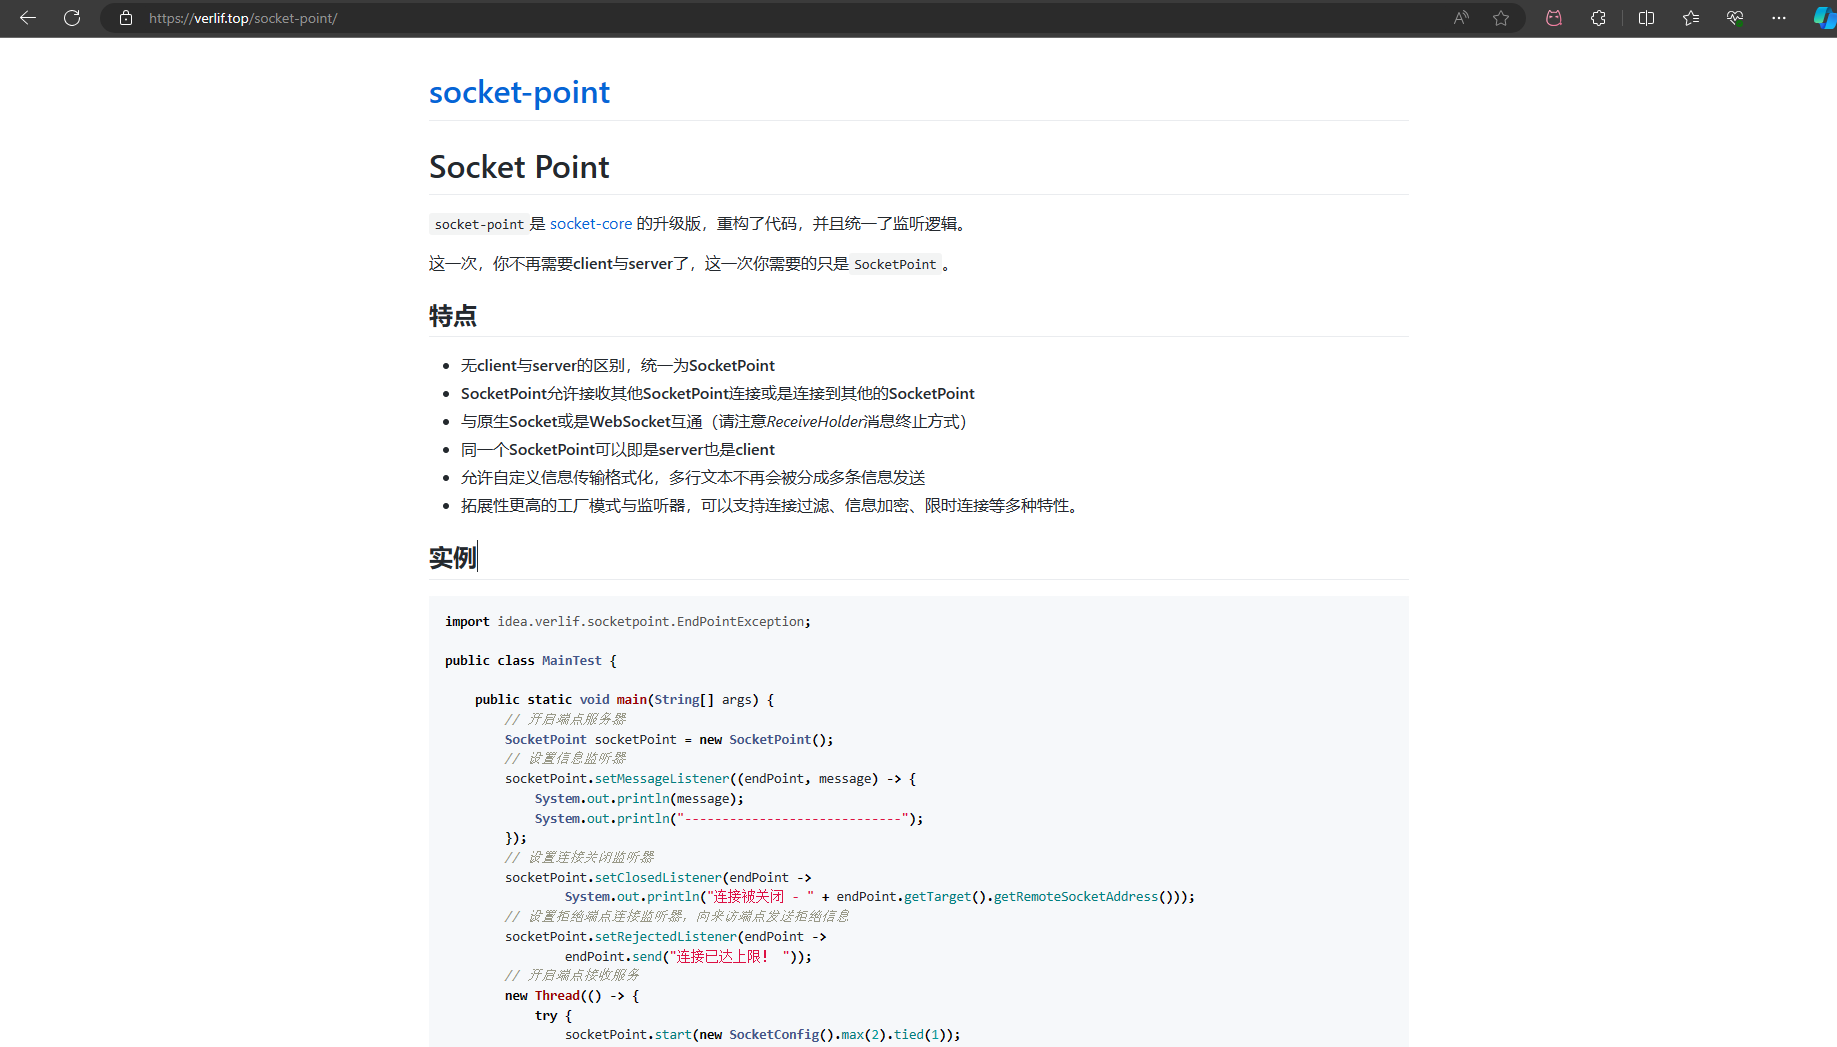 https://verlif.top/socket-point/
socket-point
Socket Point
socket-point 是 socket-core 的升级版，重构了代码，并且统一了监听逻辑。
这一次，你不再需要client与server了，这一次你需要的只是 SocketPoint 。
特点
无client与server的区别，统一为SocketPoint
SocketPoint允许接收其他SocketPoint连接或是连接到其他的SocketPoint
与原生Socket或是WebSocket互通（请注意ReceiveHolder消息终止方式）
同一个SocketPoint可以即是server也是client
允许自定义信息传输格式化，多行文本不再会被分成多条信息发送
拓展性更高的工厂模式与监听器，可以支持连接过滤、信息加密、限时连接等多种特性。
实例
import idea.verlif.socketpoint.EndPointException;
public class MainTest {
public static void main(String[] args) {
// 开启端点服务器
SocketPoint socketPoint = new SocketPoint();
// 设置信息监听器
socketPoint.setMessageListener((endPoint, message) -> {
System.out.println(message);
System.out.println("-----------------------------");
});
// 设置连接关闭监听器
socketPoint.setClosedListener(endPoint ->
System.out.println("连接被关闭 - " + endPoint.getTarget().getRemoteSocketAddress()));
// 设置拒绝端点连接监听器，向来访端点发送拒绝信息
socketPoint.setRejectedListener(endPoint ->
endPoint.send("连接已达上限！ "));
// 开启端点接收服务
new Thread(() -> {
try {
socketPoint.start(new SocketConfig().max(2).tied(1));